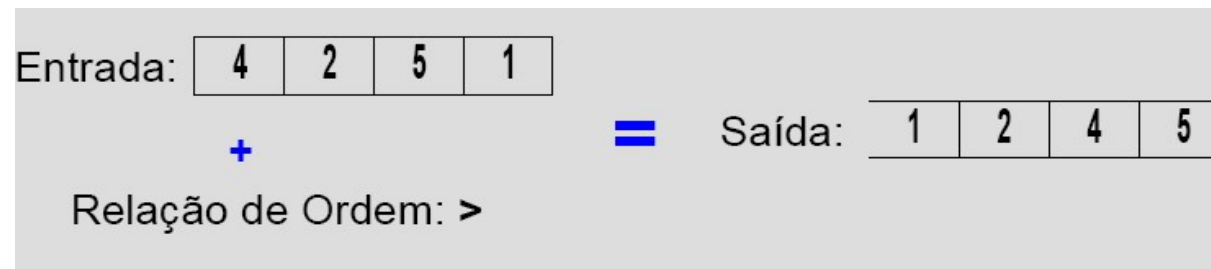 Entrada: 4 2 5 1
+
Relação de Ordem: >
=
Saída: 1 2 4 5